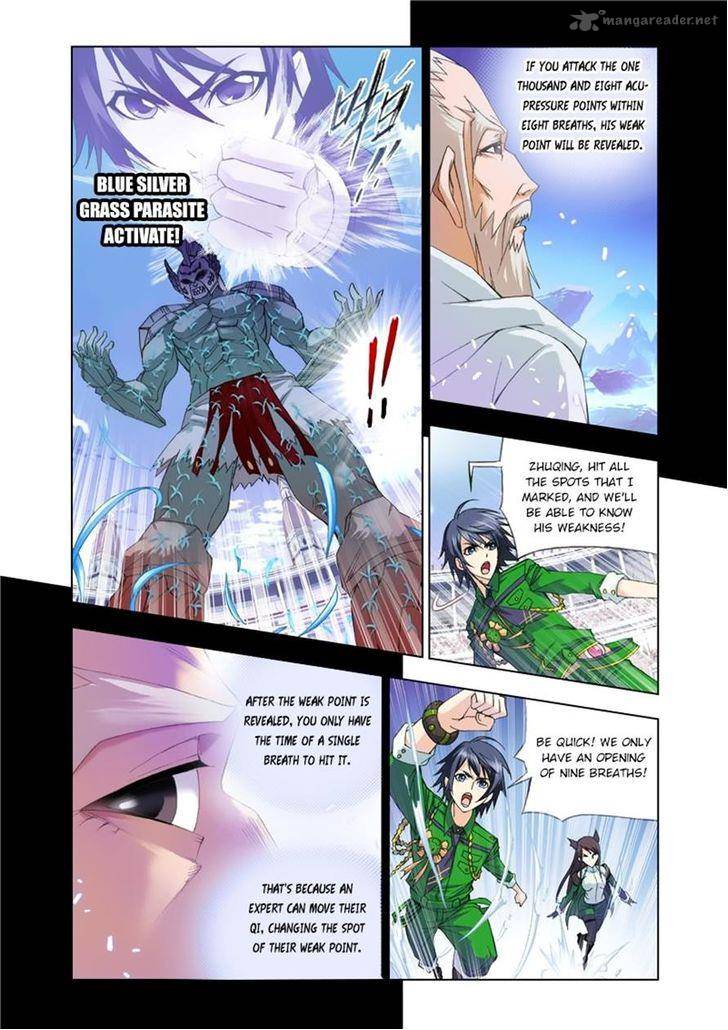 mangareader.net
BLUE SILVER
GRASS PARASITE
ACTIVATE!
!!
IF YOU ATTACK THE ONE
THOUSAND AND EIGHT ACU-
PRESSURE POINTS WITHIN
EIGHT BREATHS, HIS WEAK
POINT WILL BE REVEALED.
ZHUQING, HIT ALL
THE SPOTS THAT I
MARKED, AND WE'LL
BE ABLE TO KNOW
HIS WEAKNESS!
AFTER THE WEAK POINT IS
REVEALED, YOU ONLY HAVE
THE TIME OF A SINGLE
BREATH TO HIT IT.
THAT'S BECAUSE AN
EXPERT CAN MOVE THEIR
QI, CHANGING THE SPOT
OF THEIR WEAK POINT.
BE QUICK! WE ONLY
HAVE AN OPENING
OF NINE BREATHS!